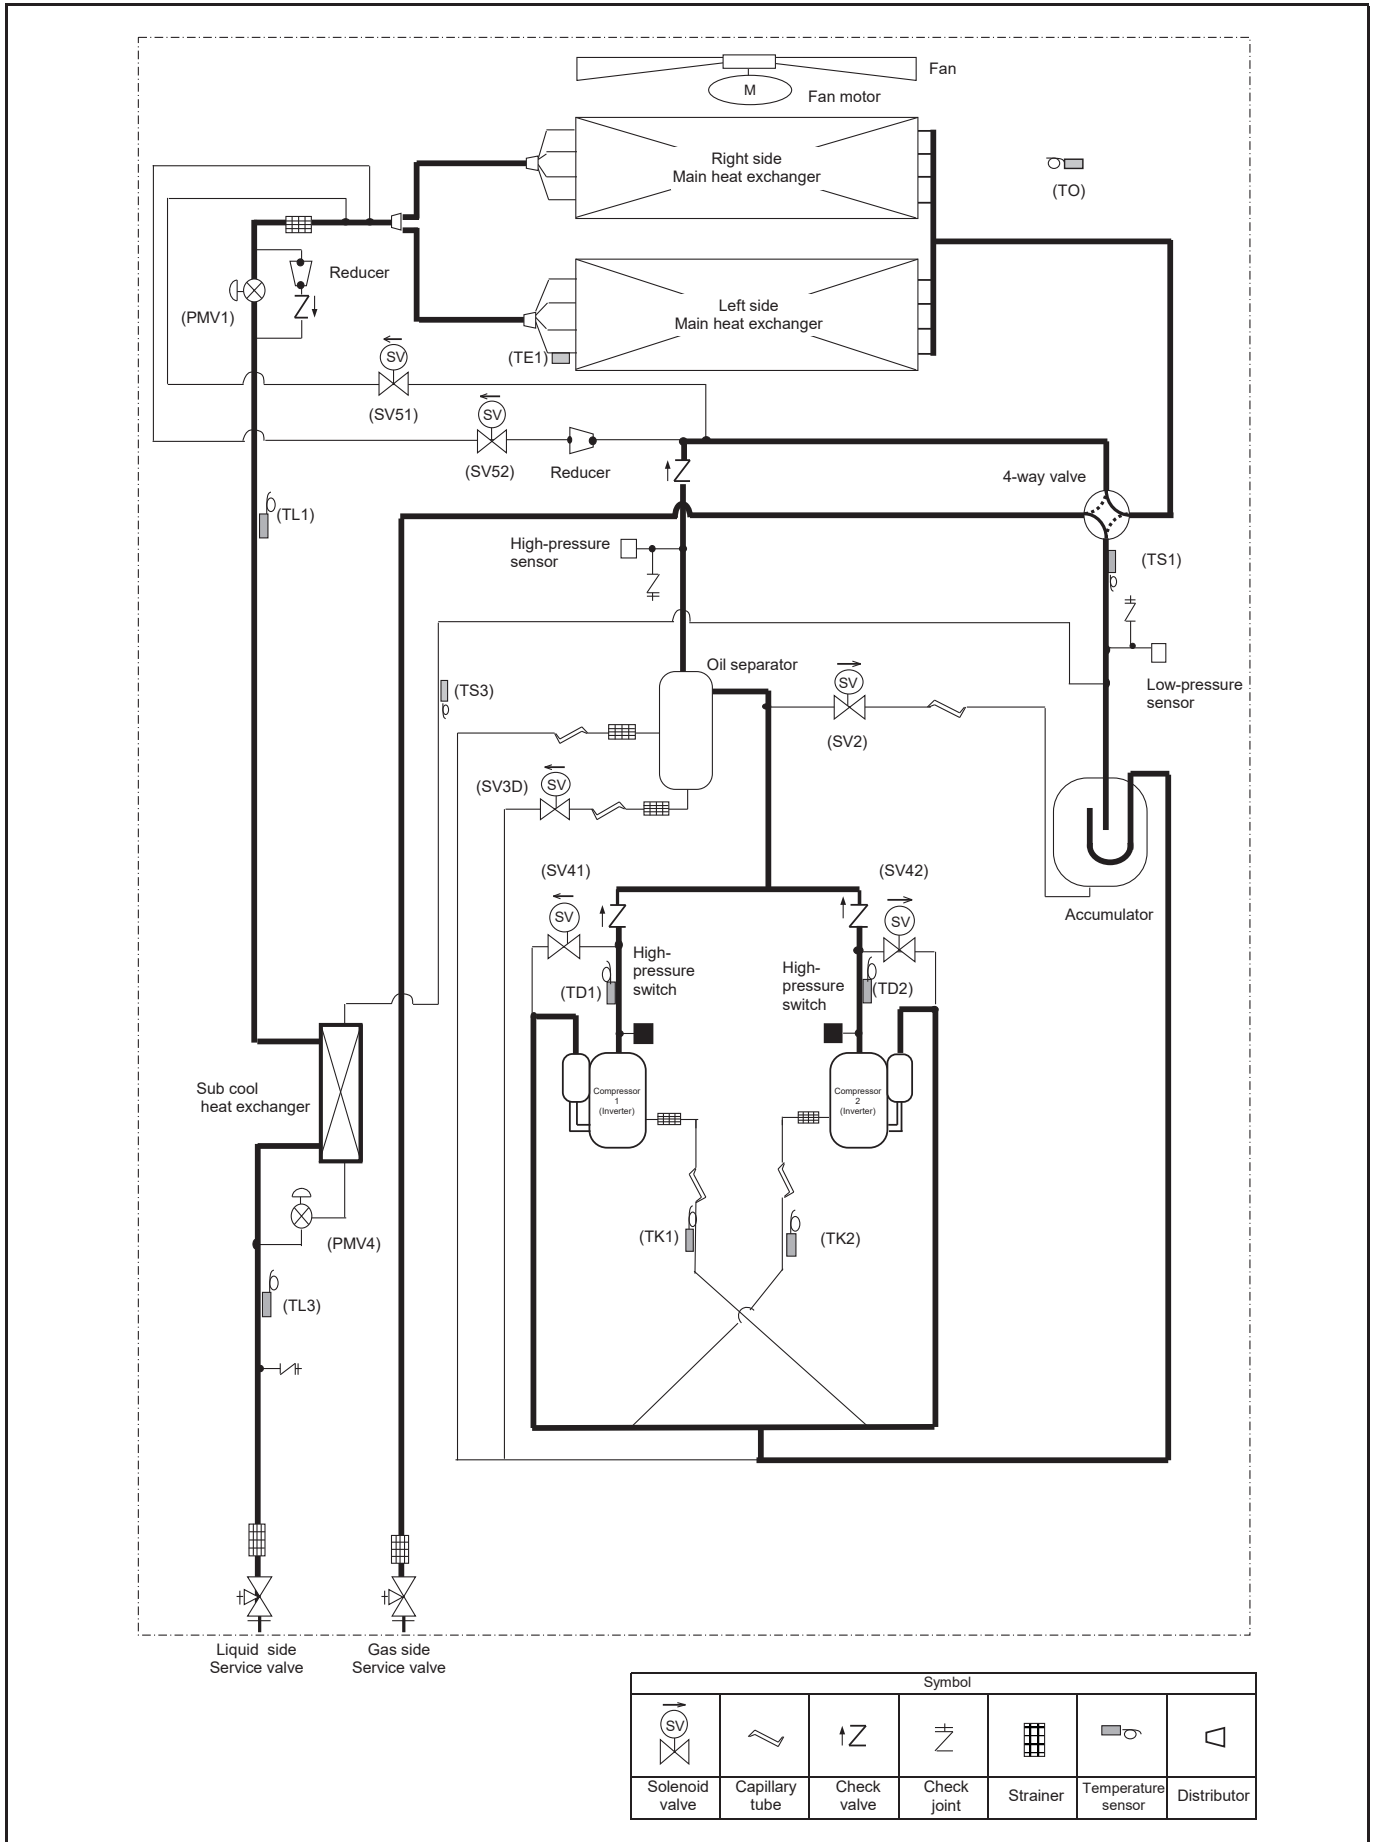 Fan
M
Fan motor
Right side
Main heat exchanger
(TO)
Reducer
(PMV1)
Left side
Main heat exchanger
(TE1)
SV
(SV51)
SV
(SV52)
Reducer
4-way valve
(TL1)
High-pressure
sensor
(TS1)
Oil separator
(TS3)
SV
(SV2)
Low-pressure
sensor
(SV3D)
SV
(SV41)
SV
(SV42)
SV
Accumulator
High-
pressure
switch
(TD1)
High-
pressure
switch
(TD2)
Sub cool
heat exchanger
Compressor
1
(Inverter)
Compressor
2
(Inverter)
(PMV4)
(TK1)
(TK2)
(TL3)
Liquid side
Service valve
Gas side
Service valve
Symbol
SV
Solenoid
valve
Capillary
tube
Check
valve
Check
joint
Strainer
Temperature
sensor
Distributor